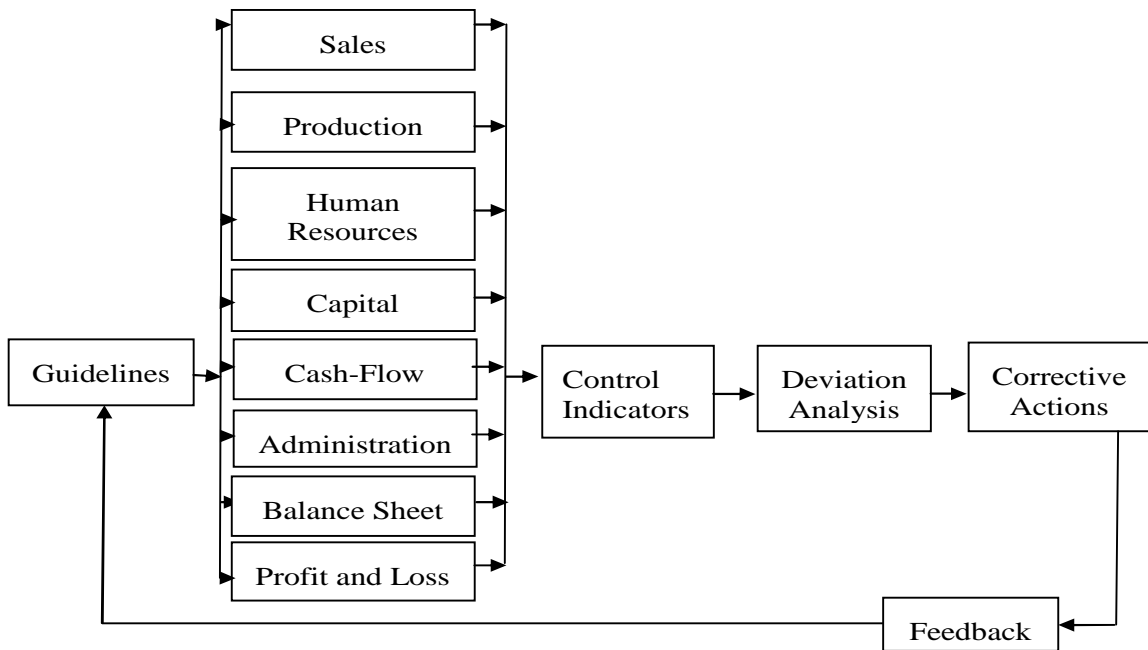 Sales
Production
Human
Resources
Capital
Guidelines
Cash-Flow
Control
Indicators
Deviation
Analysis
Corrective
Actions
Administration
Balance Sheet
Profit and Loss
Feedback